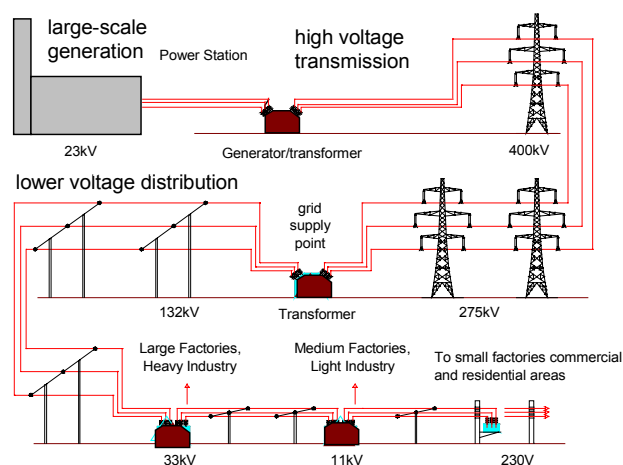 large-scale
generation
Power Station
high voltage
transmission
23kV
Generator/transformer
400kV
lower voltage distribution
grid
supply
point
132kV
Transformer
275kV
Large Factories,
Heavy Industry
Medium Factories,
Light Industry
To small factories commercial
and residential areas
33kV
11kV
230V